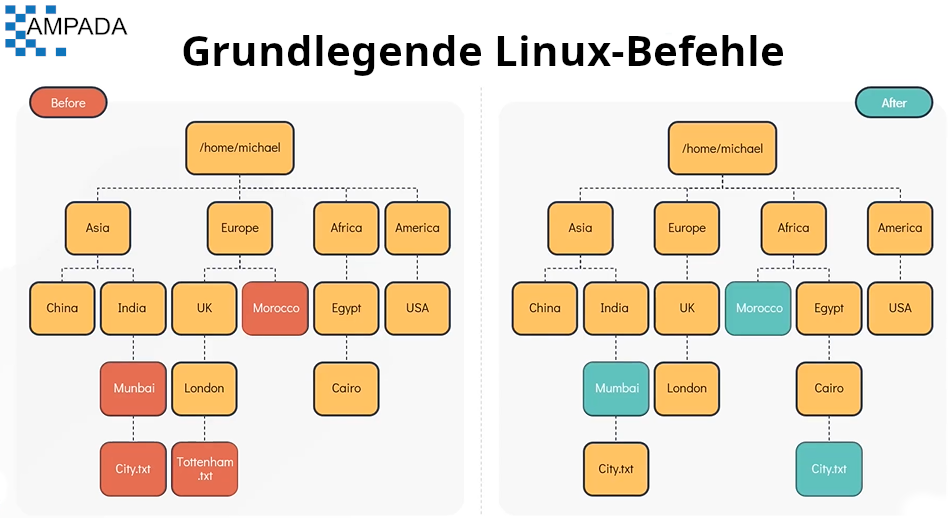 AMPADA
Grundlegende Linux-Befehle
Before
/home/michael
Asia
Europe
Africa
America
China
India
UK
Morocco
Egypt
USA
Munbai
London
Cairo
City.txt
Tottenham
.txt
After
/home/michael
Asia
Europe
Africa
America
China
India
UK
Morocco
Egypt
USA
Mumbai
London
Cairo
City.txt
City.txt